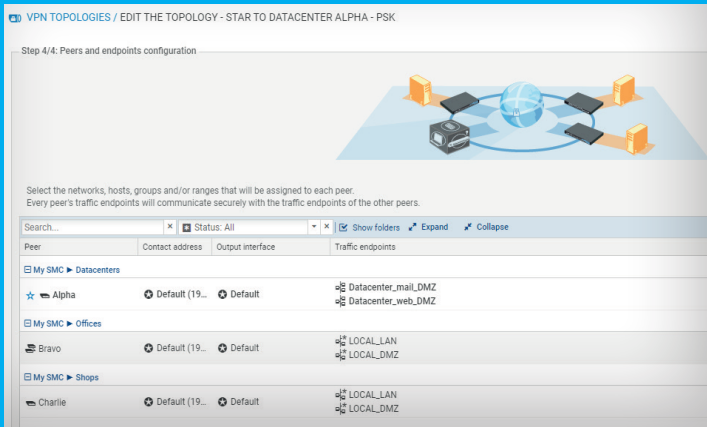 VPN TOPOLOGIES / EDIT THE TOPOLOGY - STAR TO DATACENTER ALPHA - PSK
Step 4/4: Peers and endpoints configuration
Select the networks, hosts, groups and/or ranges that will be assigned to each peer.
Every peer's traffic endpoints will communicate securely with the traffic endpoints of the other peers.
Search... Status: All Show folders Expand Collapse
Peer Contact address Output interface Traffic endpoints
My SMC ► Datacenters
Alpha Default (19... Default Datacenter_mail_DMZ
Datacenter_web_DMZ
My SMC ► Offices
Bravo Default (19... Default LOCAL_LAN
LOCAL_DMZ
My SMC ► Shops
Charlie Default (19... Default LOCAL_LAN
LOCAL_DMZ